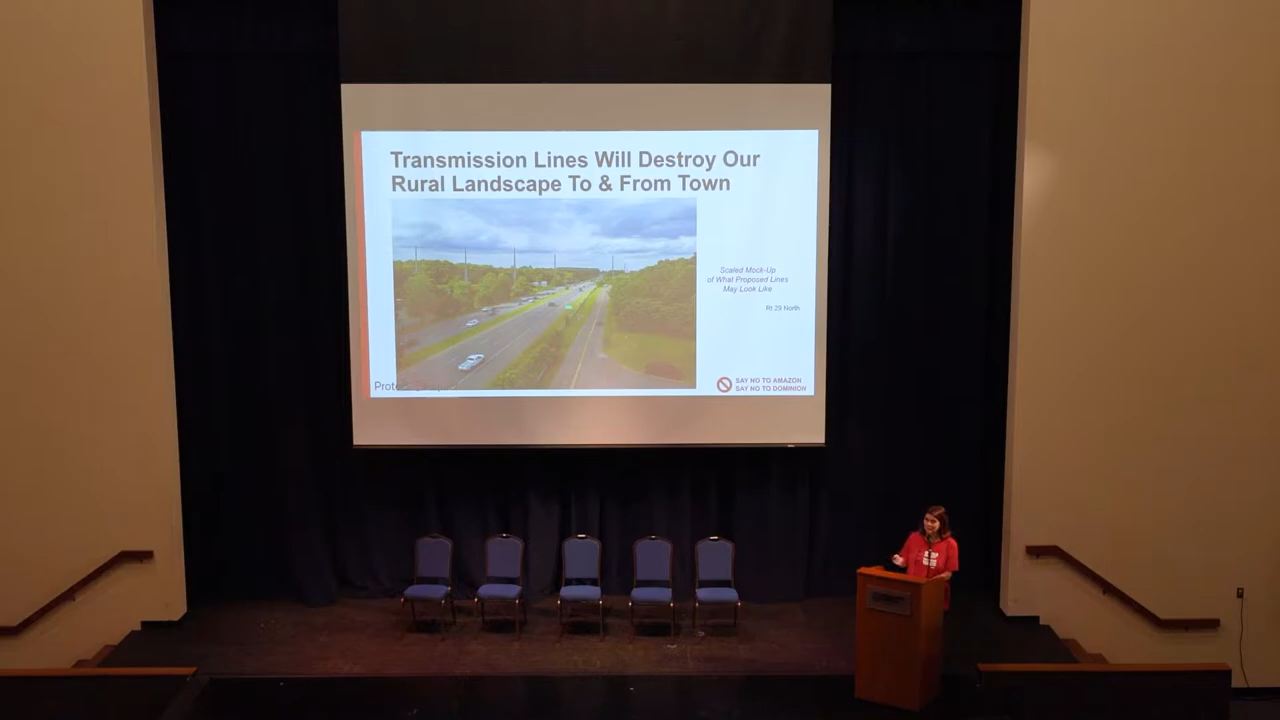 Transmission Lines Will Destroy Our
Rural Landscape To & From Town
Scaled Mock-Up
of What Proposed Lines
May Look Like
Rt 29 North
SAY NO TO AMAZON
SAY NO TO DOMINION